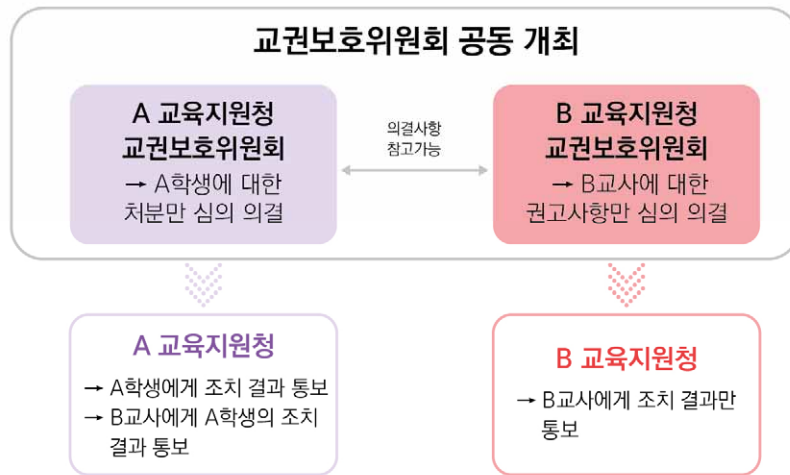 교권보호위원회 공동 개최
A 교육지원청
교권보호위원회
→ A학생에 대한
처분만 심의 의결
의결사항
참고가능
B 교육지원청
교권보호위원회
→ B교사에 대한
권고사항만 심의 의결
A 교육지원청
→ A학생에게 조치 결과 통보
→ B교사에게 A학생의 조치
결과 통보
B 교육지원청
→ B교사에게 조치 결과만
통보